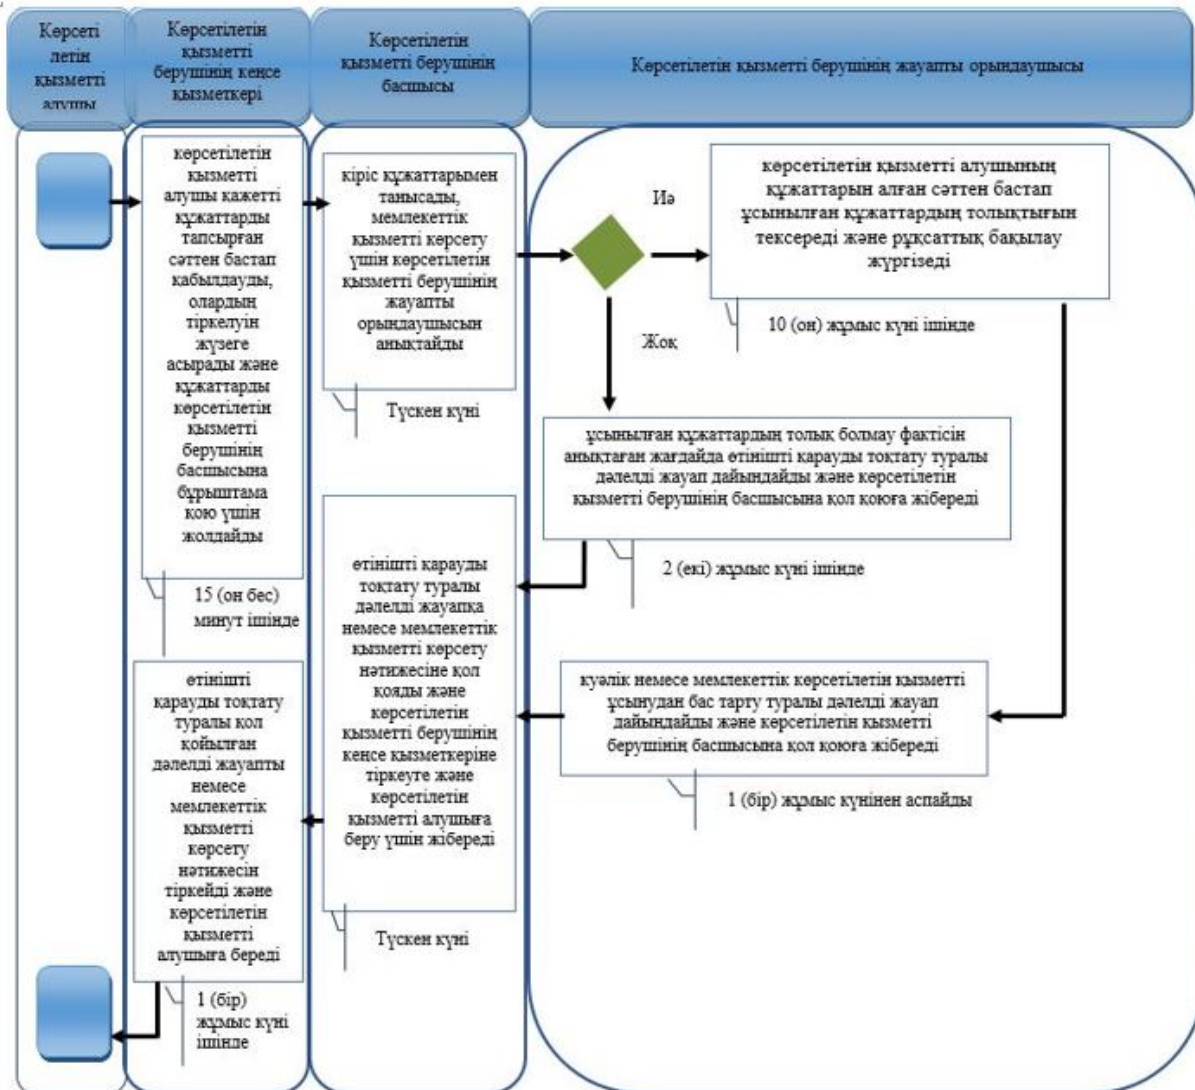 Көрсеті
летін
қызметті
алушы
Көрсетілетін
қызметті
берушінің кеңсе
қызметкері
Көрсетілетін
қызметті берушінің
басшысы
Көрсетілетін қызметті берушінің жауапты орындаушысы
көрсетілетін
қызметті
алушы қажетті
құжаттарды
тапсырған
сәттен бастап
қабылдауды,
олардың
тіркелуін
жүзеге
асырады және
құжаттарды
көрсетілетін
қызметті
берушінің
басшысына
бұрыштама
қою үшін
жолдайды
15 (он бес)
минут ішінде
кіріс құжаттарымен
танысады,
мемлекеттік
қызметті көрсету
үшін көрсетілетін
қызметті берушінің
жауапты
орындаушысын
анықтайды
Түскен күні
Иә
Жоқ
көрсетілетін қызметті алушының
құжаттарын алған сәттен бастап
ұсынылған құжаттардың толықтығын
тексереді және рұқсаттық бақылау
жүргізеді
10 (он) жұмыс күні ішінде
ұсынылған құжаттардың толық болмау фактісін
анықтаған жағдайда өтінішті қарауды тоқтату туралы
дәлелді жауап дайындайды және көрсетілетін
қызметті берушінің басшысына қол қоюға жібереді
2 (екі) жұмыс күні ішінде
куәлік немесе мемлекеттік көрсетілетін қызметті
ұсынудан бас тарту туралы дәлелді жауап
дайындайды және көрсетілетін қызметті
берушінің басшысына қол қоюға жібереді
1 (бір) жұмыс күнінен аспайды
өтінішті қарауды
тоқтату туралы
дәлелді жауапқа
немесе мемлекеттік
қызметті көрсету
нәтижесіне қол
қояды және
көрсетілетін
қызметті берушінің
кеңсе қызметкеріне
тіркеуге және
көрсетілетін
қызметті алушыға
беру үшін жібереді
Түскен күні
өтінішті
қарауды тоқтату
туралы қол
қойылған
дәлелді жауапты
немесе
мемлекеттік
қызметті
көрсету
нәтижесін
тіркейді және
көрсетілетін
қызметті
алушыға береді
1 (бір)
жұмыс күні
ішінде